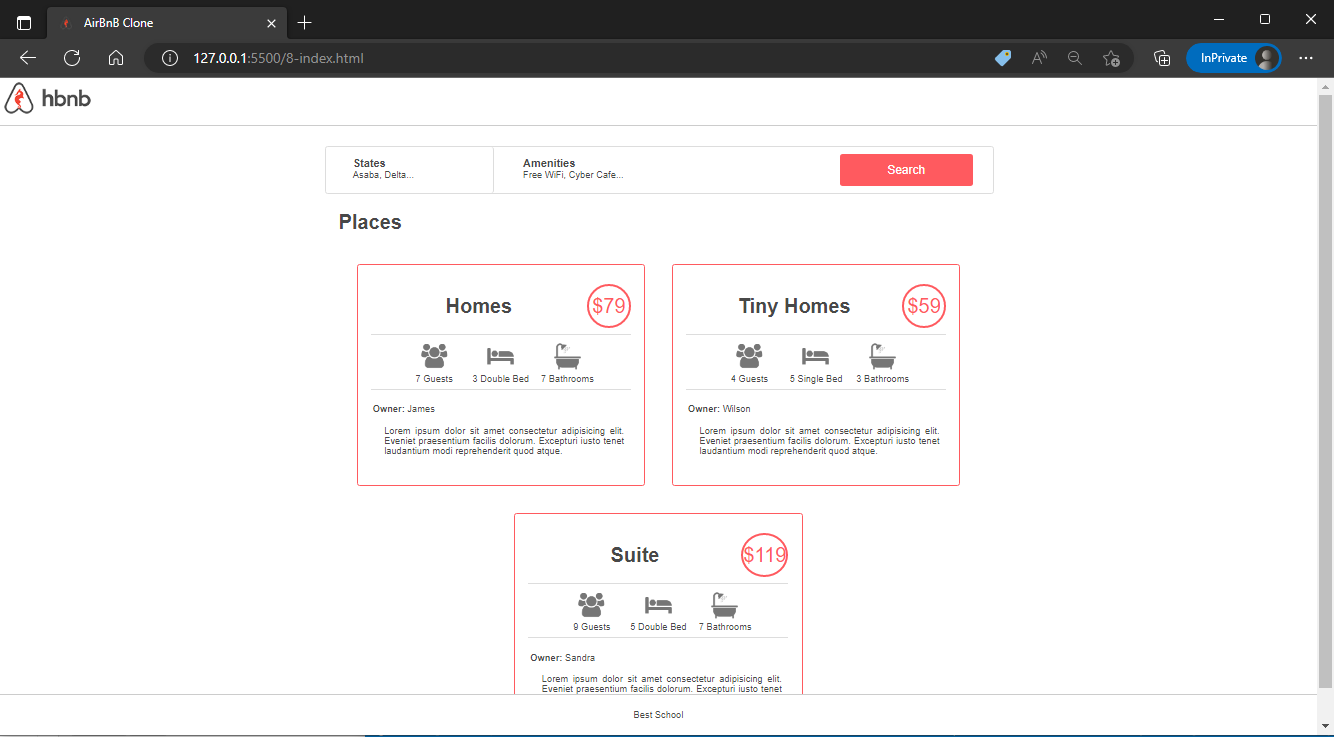 AirBnB Clone
127.0.0.1:5500/8-index.html
InPrivate
hbnb
States
Asaba, Delta...
Amenities
Free WiFi, Cyber Cafe...
Search
Places
Homes
$79
7 Guests
3 Double Bed
7 Bathrooms
Owner: James
Lorem ipsum dolor sit amet consectetur adipisicing elit.
Eveniet praesentium facilis dolorum. Excepturi iusto tenet
laudantium modi reprehenderit quod atque.
Tiny Homes
$59
4 Guests
5 Single Bed
3 Bathrooms
Owner: Wilson
Lorem ipsum dolor sit amet consectetur adipisicing elit.
Eveniet praesentium facilis dolorum. Excepturi iusto tenet
laudantium modi reprehenderit quod atque.
Suite
$119
9 Guests
5 Double Bed
7 Bathrooms
Owner: Sandra
Lorem ipsum dolor sit amet consectetur adipisicing elit.
Eveniet praesentium facilis dolorum. Excepturi iusto tenet
Best School